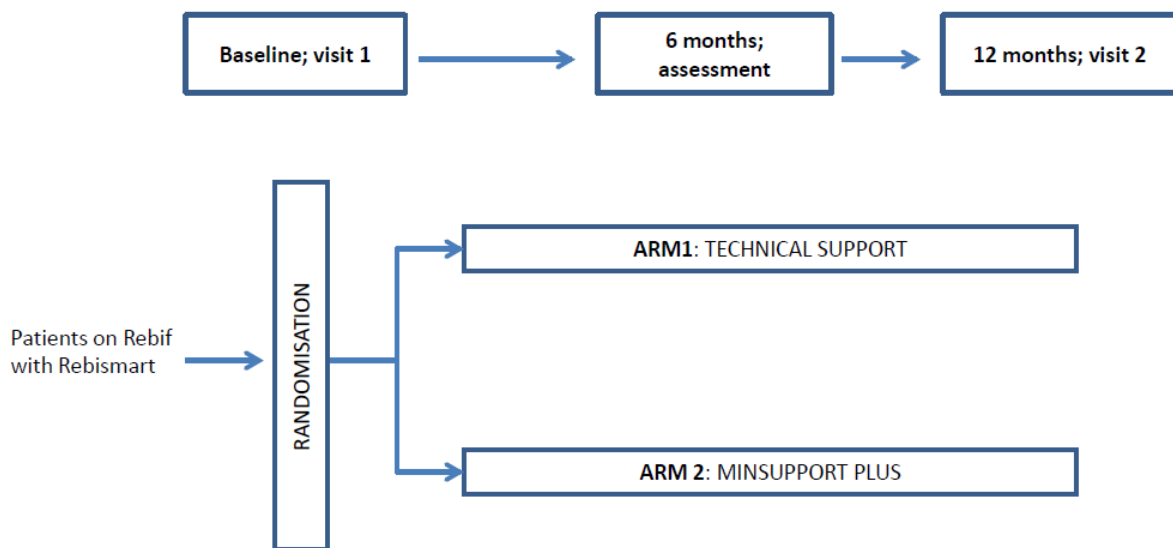 Baseline; visit 1
6 months;
assessment
12 months; visit 2
ARM1: TECHNICAL SUPPORT
Patients on Rebif
with Rebismart
RANDOMISATION
ARM 2: MINSUPPORT PLUS